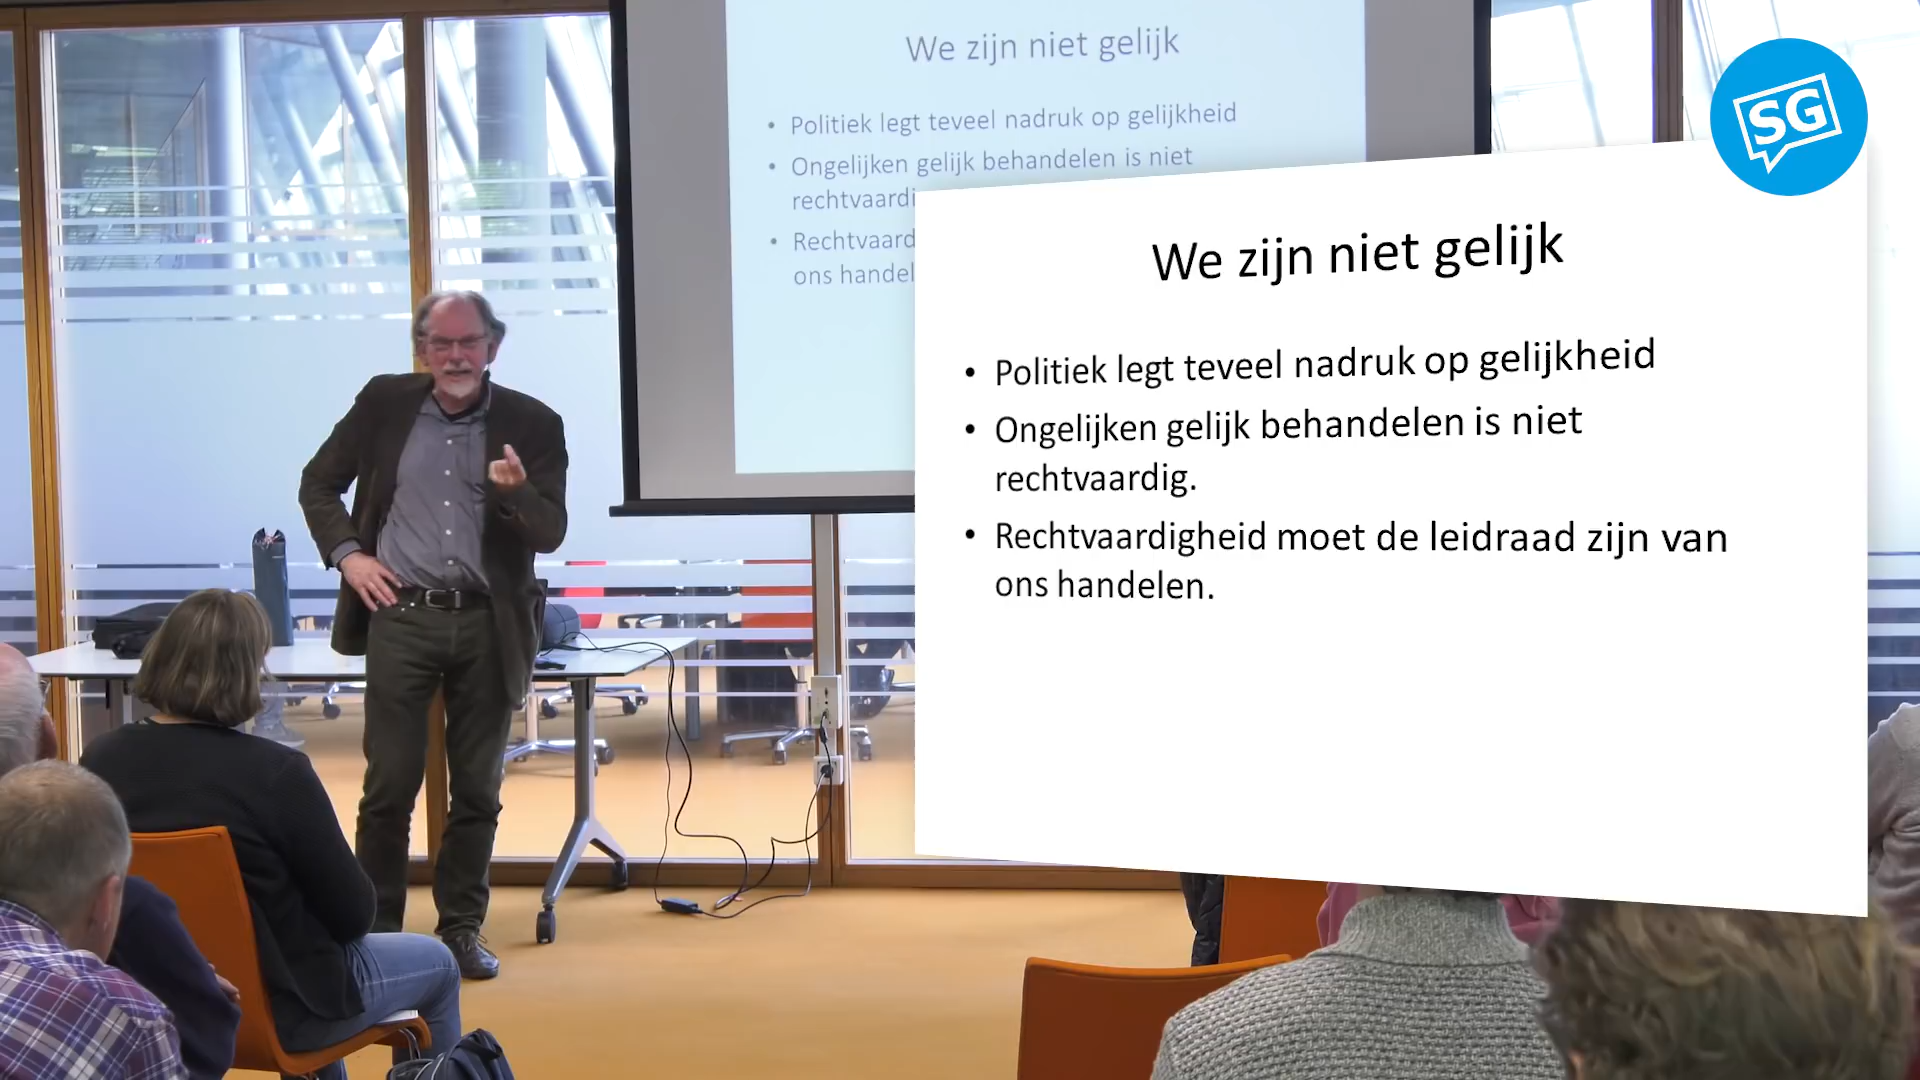 We zijn niet gelijk
• Politiek legt teveel nadruk op gelijkheid
• Ongelijken gelijk behandelen is niet
rechtvaardi
• Rechtvaard
ons handel
SG
We zijn niet gelijk
• Politiek legt teveel nadruk op gelijkheid
• Ongelijken gelijk behandelen is niet
rechtvaardig.
• Rechtvaardigheid moet de leidraad zijn van
ons handelen.